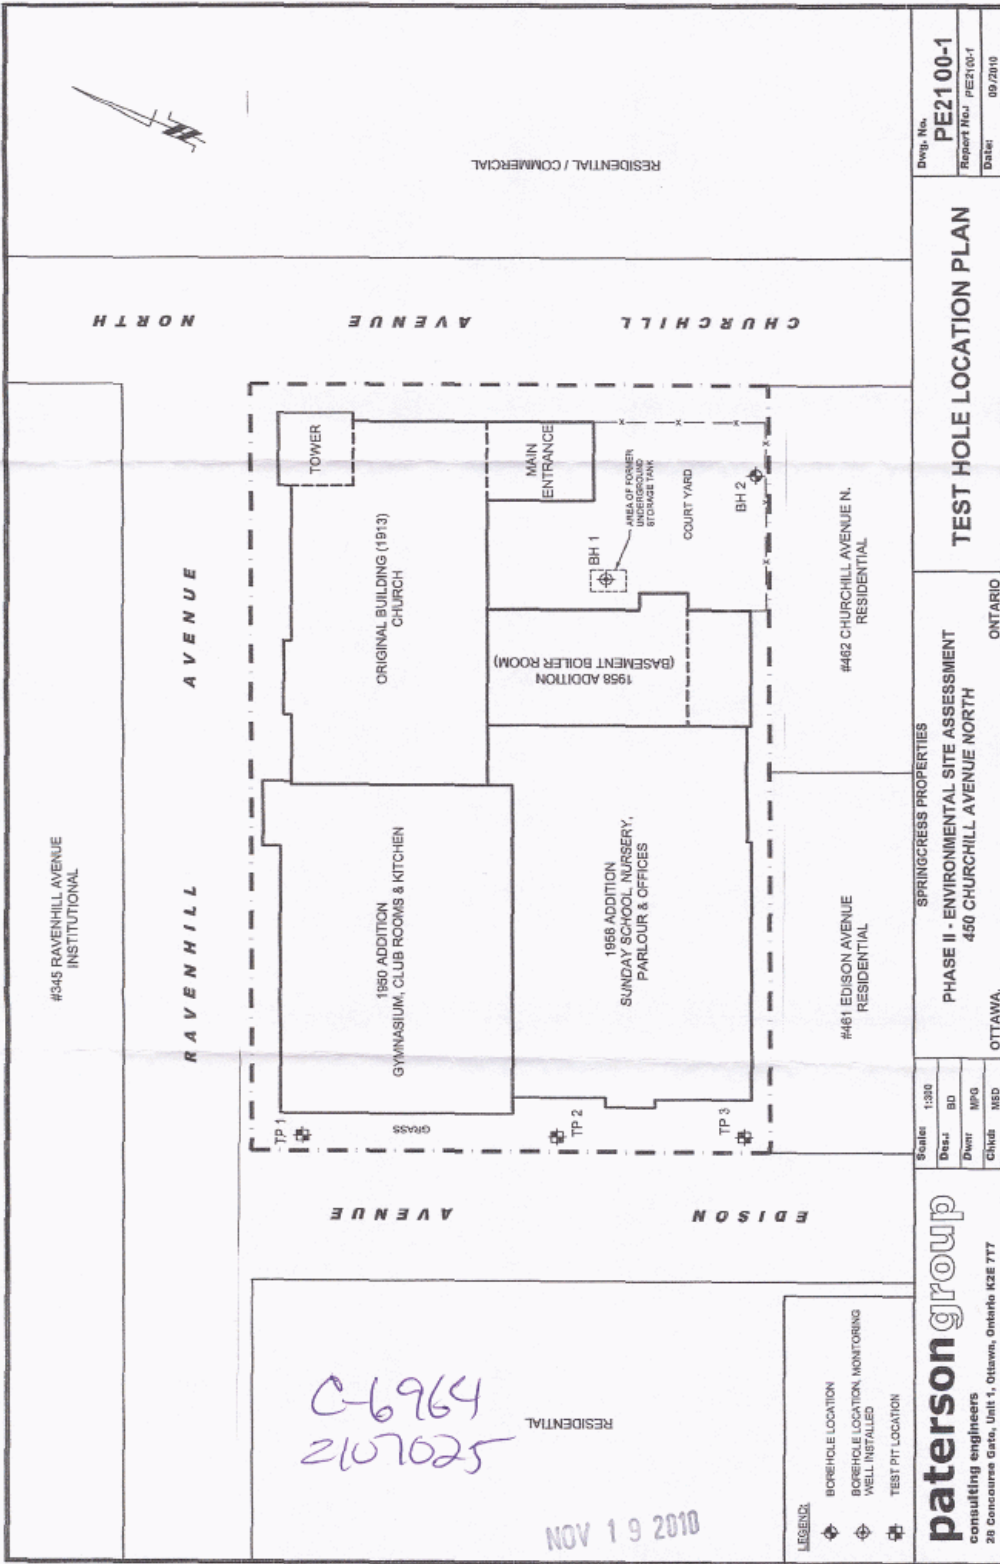 #345 RAVENHILL AVENUE
INSTITUTIONAL
RAVENHILL AVENUE
CHURCHILL AVENUE NORTH
EDISON AVENUE
RESIDENTIAL / COMMERCIAL
TOWER
ORIGINAL BUILDING (1913)
CHURCH
MAIN
ENTRANCE
AREA OF FORMER
UNDERGROUND
STORAGE TANK
BH 1
COURT YARD
BH 2
1958 ADDITION
(BASEMENT BOILER ROOM)
1950 ADDITION
GYMNASIUM, CLUB ROOMS & KITCHEN
1958 ADDITION
SUNDAY SCHOOL, NURSERY,
PARLOUR & OFFICES
TP 1
GRASS
TP 2
TP 3
#461 EDISON AVENUE
RESIDENTIAL
#462 CHURCHILL AVENUE N.
RESIDENTIAL
RESIDENTIAL
C-6964
2107025
NOV 19 2010
LEGEND:
BOREHOLE LOCATION
BOREHOLE LOCATION, MONITORING
WELL INSTALLED
TEST PIT LOCATION
patersongroup
consulting engineers
28 Concourse Gate, Unit 1, Ottawa, Ontario K2E 7T7
Scale: 1:300
Des.: BD
Dwn: MPG
Chkd: MSD
SPRINGCRESS PROPERTIES
PHASE II - ENVIRONMENTAL SITE ASSESSMENT
450 CHURCHILL AVENUE NORTH
OTTAWA, ONTARIO
TEST HOLE LOCATION PLAN
Dwg. No.
PE2100-1
Report No.: PE2100-1
Date: 09/2010